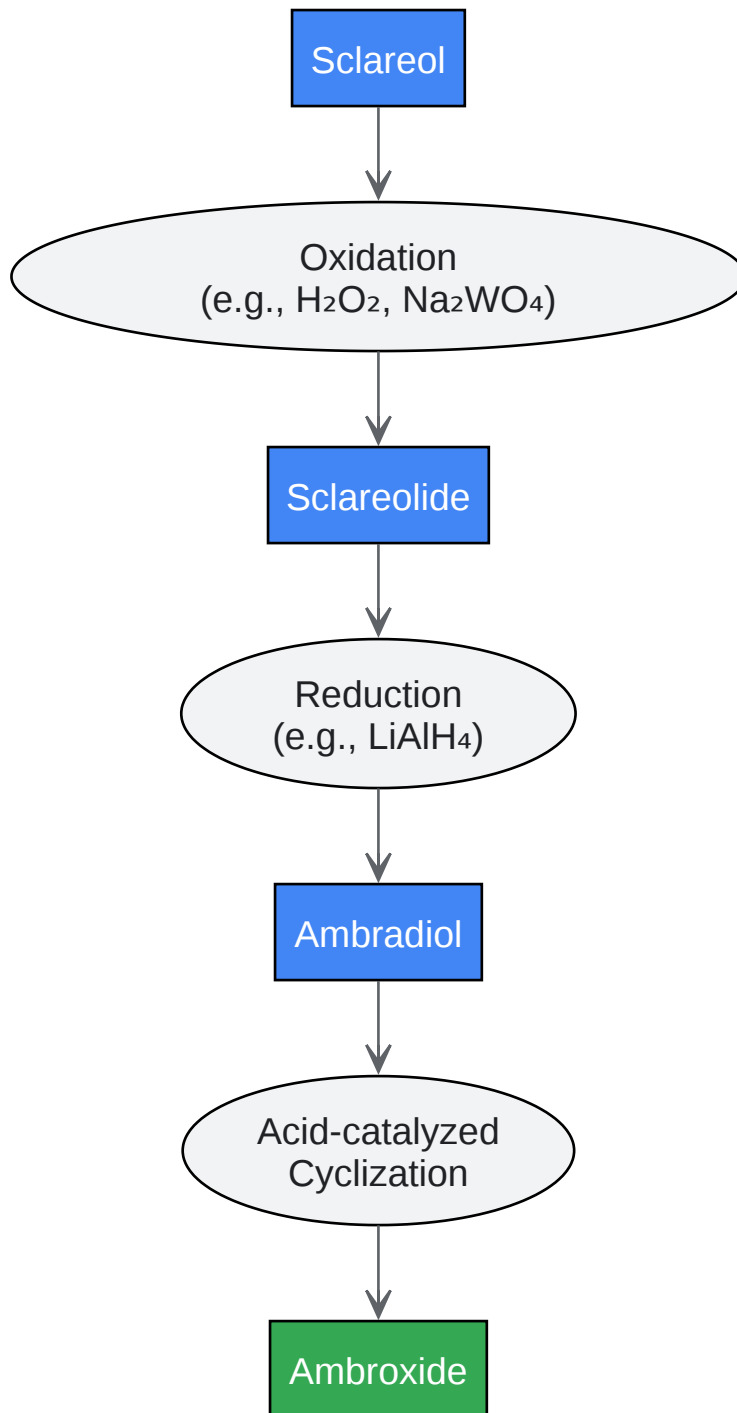 Sclareol
Oxidation
(e.g., H₂O₂, Na₂WO₄)
Sclareolide
Reduction
(e.g., LiAlH₄)
Ambradiol
Acid-catalyzed
Cyclization
Ambroxide